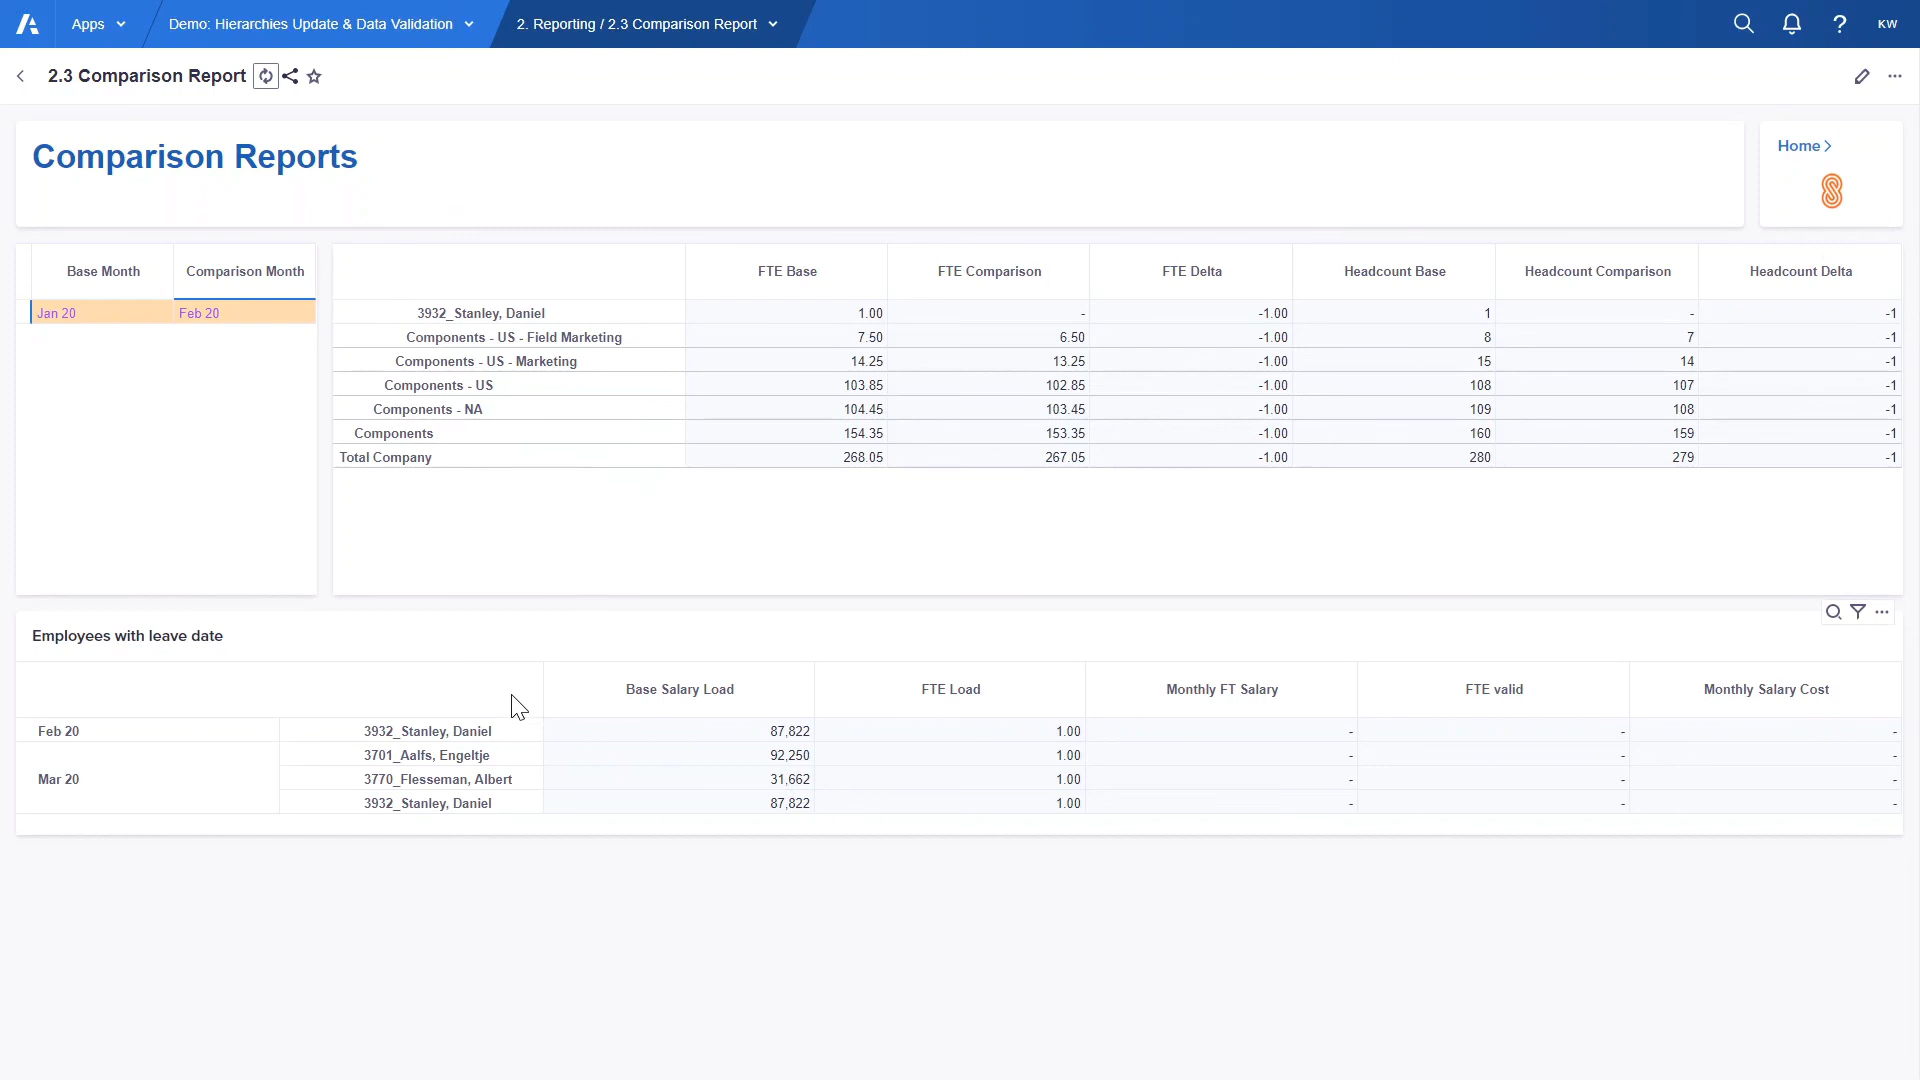 Apps Demo: Hierarchies Update & Data Validation 2. Reporting / 2.3 Comparison Report KW
2.3 Comparison Report
Comparison Reports
Home
Base Month Comparison Month
Jan 20 Feb 20
FTE Base FTE Comparison FTE Delta Headcount Base Headcount Comparison Headcount Delta
3932_Stanley, Daniel 1.00 - -1.00 1 - -1
Components - US - Field Marketing 7.50 6.50 -1.00 8 7 -1
Components - US - Marketing 14.25 13.25 -1.00 15 14 -1
Components - US 103.85 102.85 -1.00 108 107 -1
Components - NA 104.45 103.45 -1.00 109 108 -1
Components 154.35 153.35 -1.00 160 159 -1
Total Company 268.05 267.05 -1.00 280 279 -1
Employees with leave date
Base Salary Load FTE Load Monthly FT Salary FTE valid Monthly Salary Cost
Feb 20 3932_Stanley, Daniel 87,822 1.00 - - -
3701_Aalfs, Engeltje 92,250 1.00 - - -
Mar 20 3770_Flesseman, Albert 31,662 1.00 - - -
3932_Stanley, Daniel 87,822 1.00 - - -